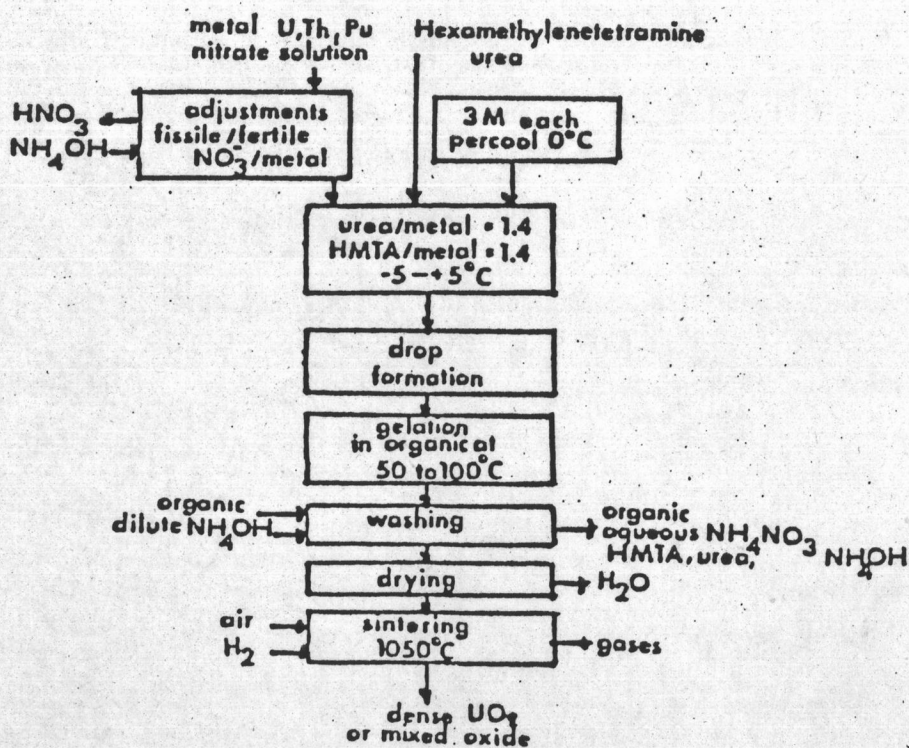 metal U,Th,Pu
nitrate solution
Hexamethylenetetramine
urea
HNO3
NH4OH
adjustments
fissile/fertile
NO3-/metal
3M each
percool 0°C
urea/metal = 1.4
HMTA/metal = 1.4
-5 – +5°C
drop
formation
gelation
in organic at
50 to 100°C
organic
dilute NH4OH
washing
organic
aqueous NH4NO3
HMTA, urea, NH4OH
drying
H2O
air
H2
sintering
1050°C
gases
dense UO2
or mixed oxide